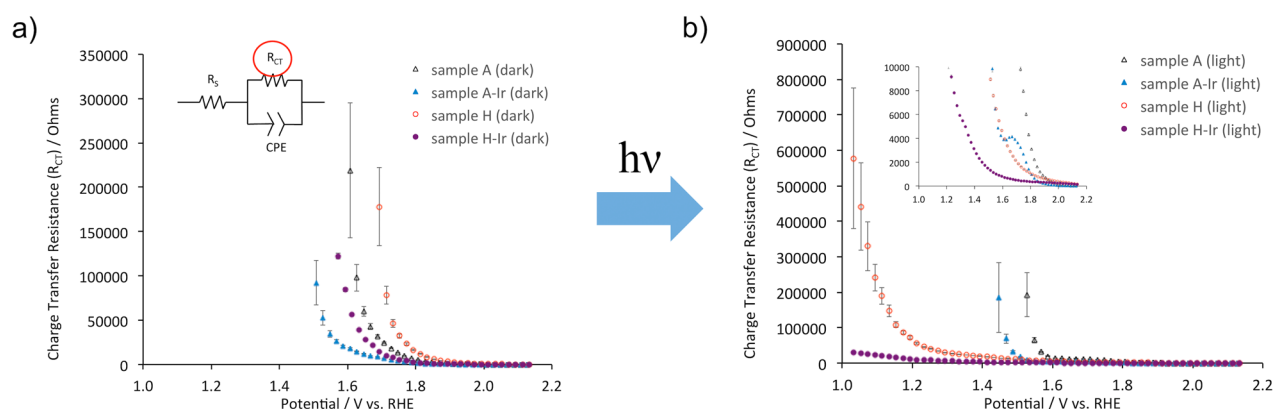 a)
350000
300000
250000
200000
150000
100000
50000
0
1.0
1.2
1.4
1.6
1.8
2.0
2.2
Charge Transfer Resistance (RCT) / Ohms
Potential / V vs. RHE
RS
RCT
CPE
sample A (dark)
sample A-Ir (dark)
sample H (dark)
sample H-Ir (dark)
hν
b)
900000
800000
700000
600000
500000
400000
300000
200000
100000
0
1.0
1.2
1.4
1.6
1.8
2.0
2.2
Charge Transfer Resistance (RCT) / Ohms
Potential / V vs. RHE
10000
8000
6000
4000
2000
0
1.0
1.2
1.4
1.6
1.8
2.0
2.2
sample A (light)
sample A-Ir (light)
sample H (light)
sample H-Ir (light)